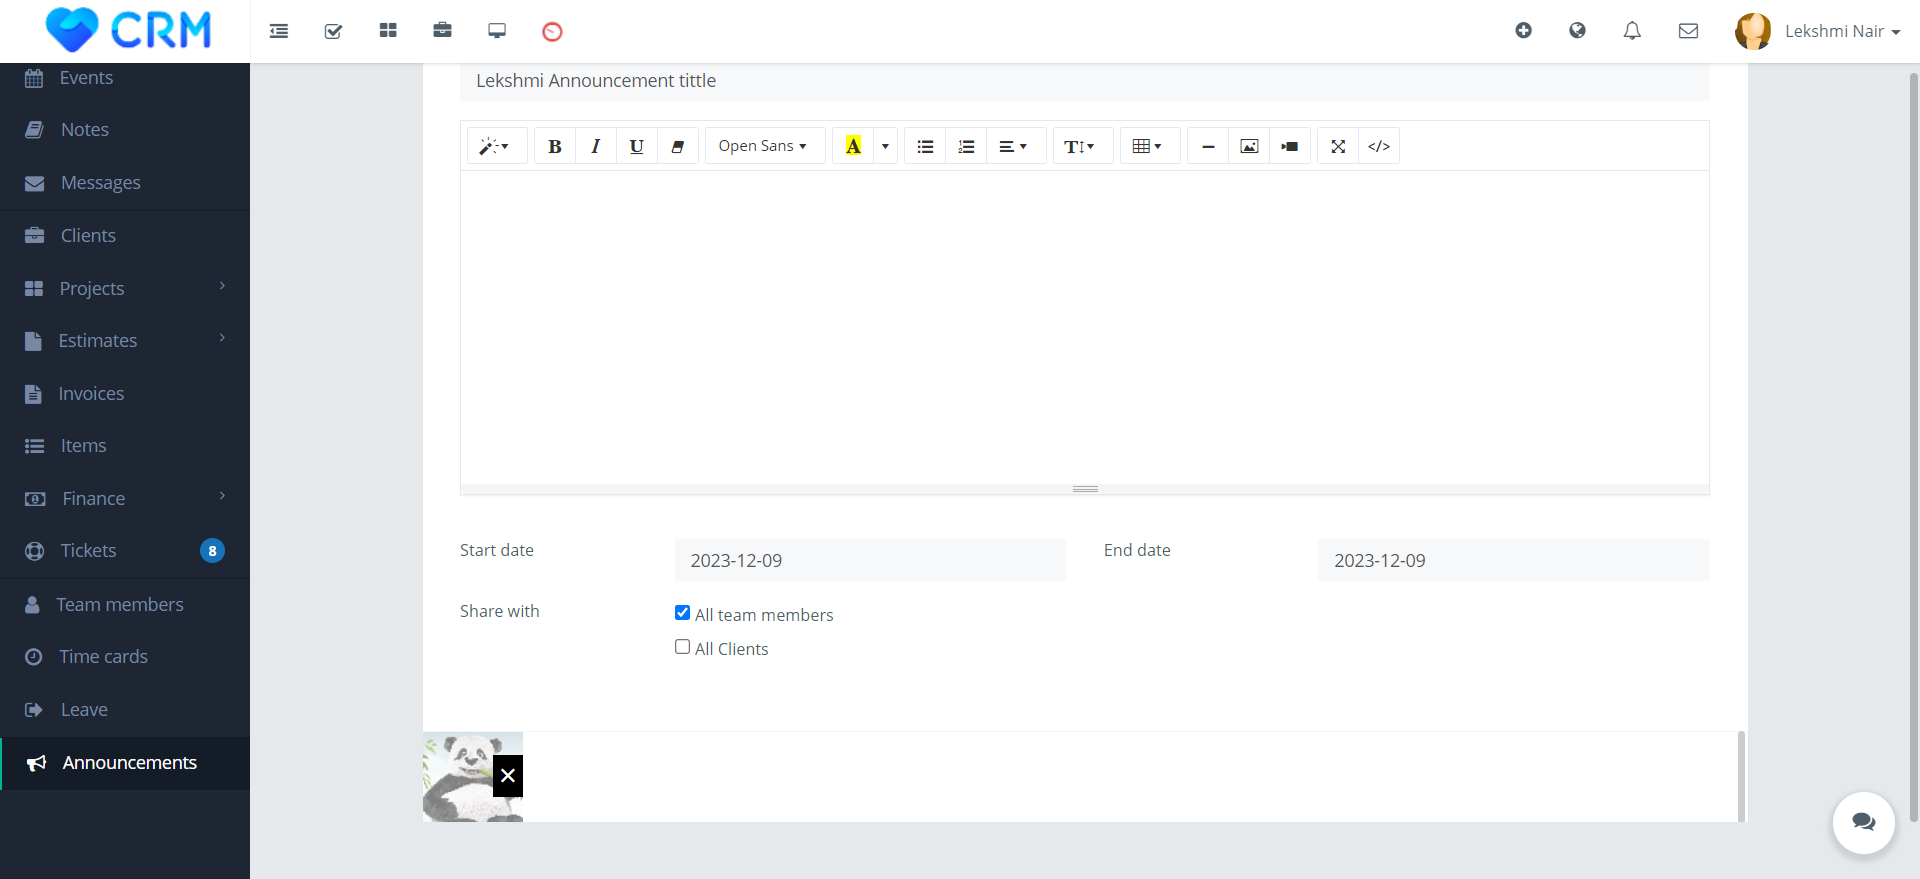 CRM
Lekshmi Nair
Events
Notes
Messages
Clients
Projects
Estimates
Invoices
Items
Finance
Tickets 8
Team members
Time cards
Leave
Announcements
Lekshmi Announcement tittle
B I U Open Sans A T </>
Start date 2023-12-09 End date 2023-12-09
Share with All team members
All Clients